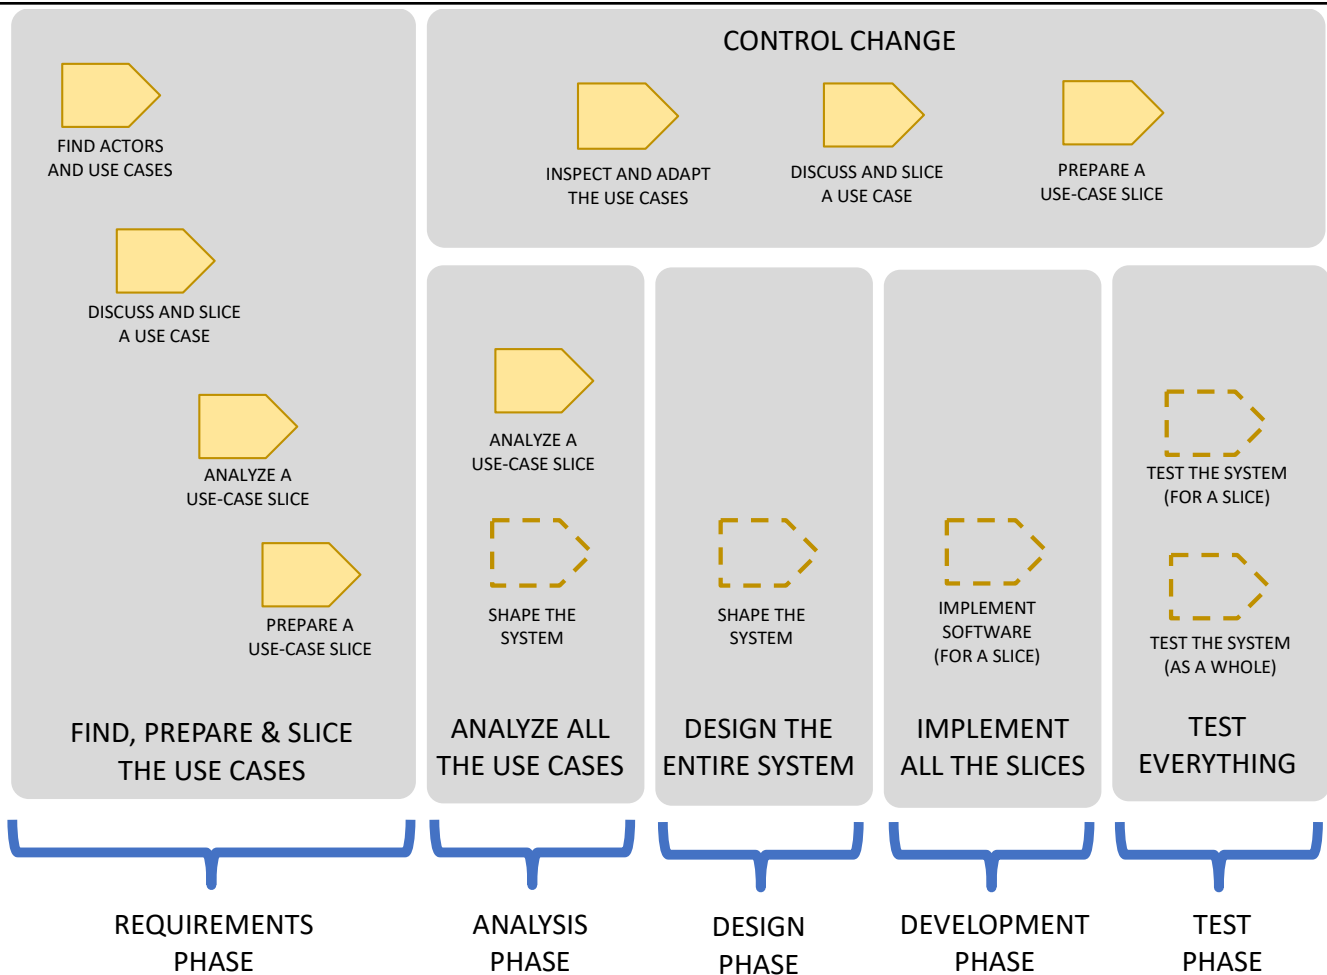 FIND ACTORS
AND USE CASES
DISCUSS AND SLICE
A USE CASE
ANALYZE A
USE-CASE SLICE
PREPARE A
USE-CASE SLICE
FIND, PREPARE & SLICE
THE USE CASES
CONTROL CHANGE
INSPECT AND ADAPT
THE USE CASES
DISCUSS AND SLICE
A USE CASE
PREPARE A
USE-CASE SLICE
ANALYZE A
USE-CASE SLICE
SHAPE THE
SYSTEM
ANALYZE ALL
THE USE CASES
SHAPE THE
SYSTEM
DESIGN THE
ENTIRE SYSTEM
IMPLEMENT
SOFTWARE
(FOR A SLICE)
IMPLEMENT
ALL THE SLICES
TEST THE SYSTEM
(FOR A SLICE)
TEST THE SYSTEM
(AS A WHOLE)
TEST
EVERYTHING
REQUIREMENTS
PHASE
ANALYSIS
PHASE
DESIGN
PHASE
DEVELOPMENT
PHASE
TEST
PHASE